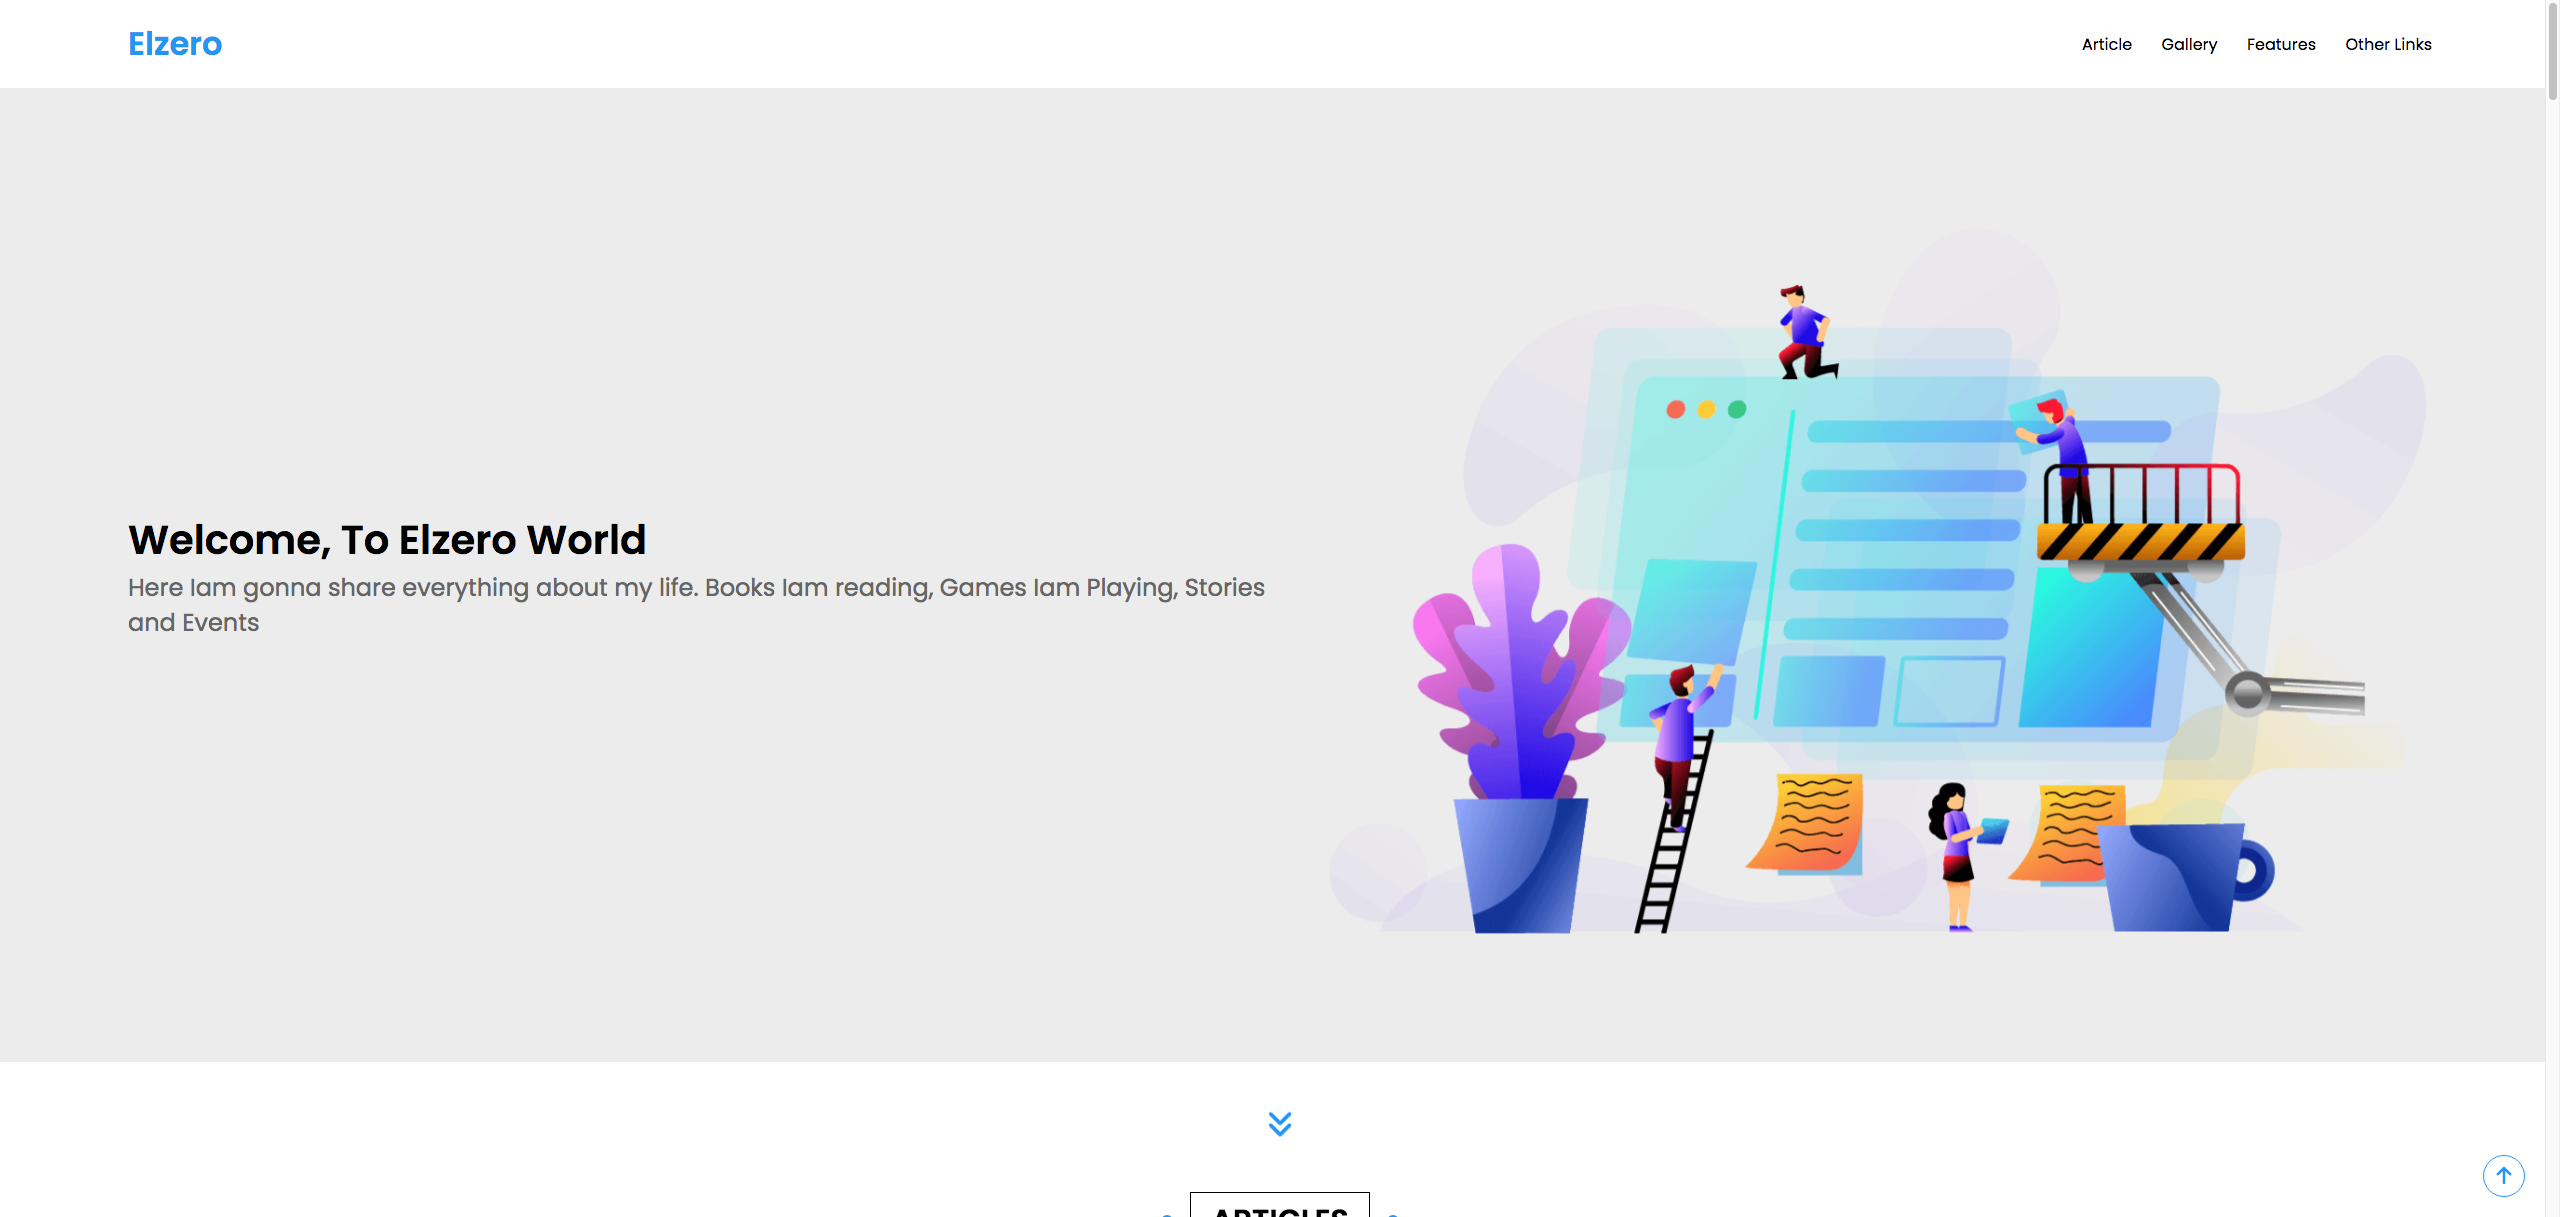 Elzero
Article
Gallery
Features
Other Links
Welcome, To Elzero World
Here Iam gonna share everything about my life. Books Iam reading, Games Iam Playing, Stories
and Events
ARTICLES